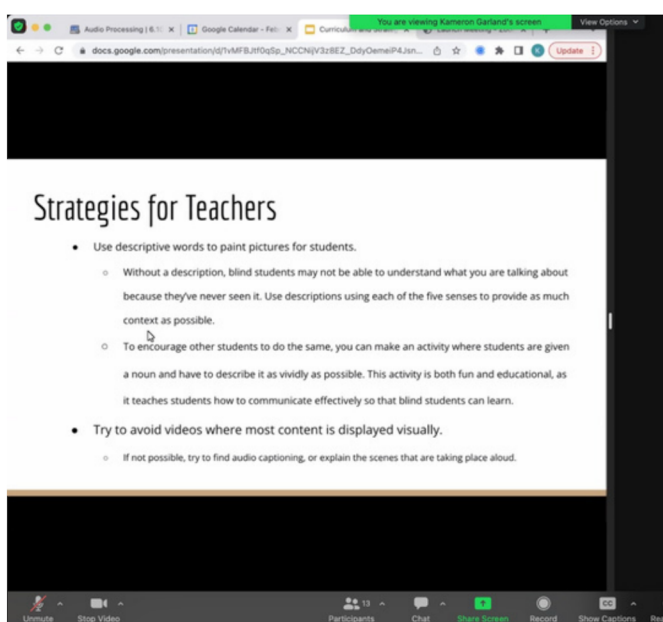 You are viewing Kameron Garland's screen
View Options
Audio Processing | 6.1
Google Calendar - Feb
Curriculum
Update
Strategies for Teachers
Use descriptive words to paint pictures for students.
Without a description, blind students may not be able to understand what you are talking about
because they've never seen it. Use descriptions using each of the five senses to provide as much
context as possible.
To encourage other students to do the same, you can make an activity where students are given
a noun and have to describe it as vividly as possible. This activity is both fun and educational, as
it teaches students how to communicate effectively so that blind students can learn.
Try to avoid videos where most content is displayed visually.
If not possible, try to find audio captioning, or explain the scenes that are taking place aloud.
13
CC
Unmute
Stop Video
Participants
Chat
Share Screen
Record
Show Captions